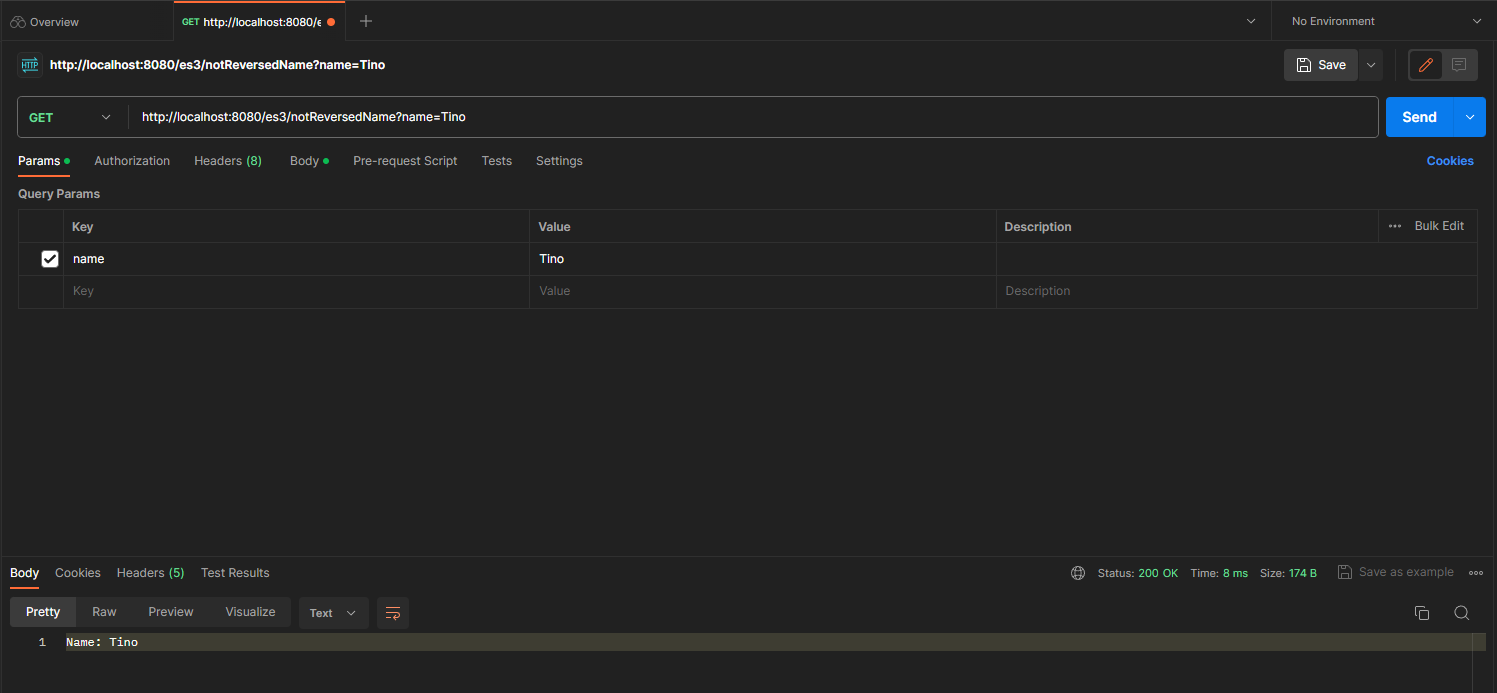 Overview
GET http://localhost:8080/e
No Environment
HTTP http://localhost:8080/es3/notReversedName?name=Tino
Save
GET http://localhost:8080/es3/notReversedName?name=Tino
Send
Params Authorization Headers (8) Body Pre-request Script Tests Settings Cookies
Query Params
Key Value Description Bulk Edit
name Tino
Key Value Description
Body Cookies Headers (5) Test Results Status: 200 OK Time: 8 ms Size: 174 B Save as example
Pretty Raw Preview Visualize Text
1 Name: Tino